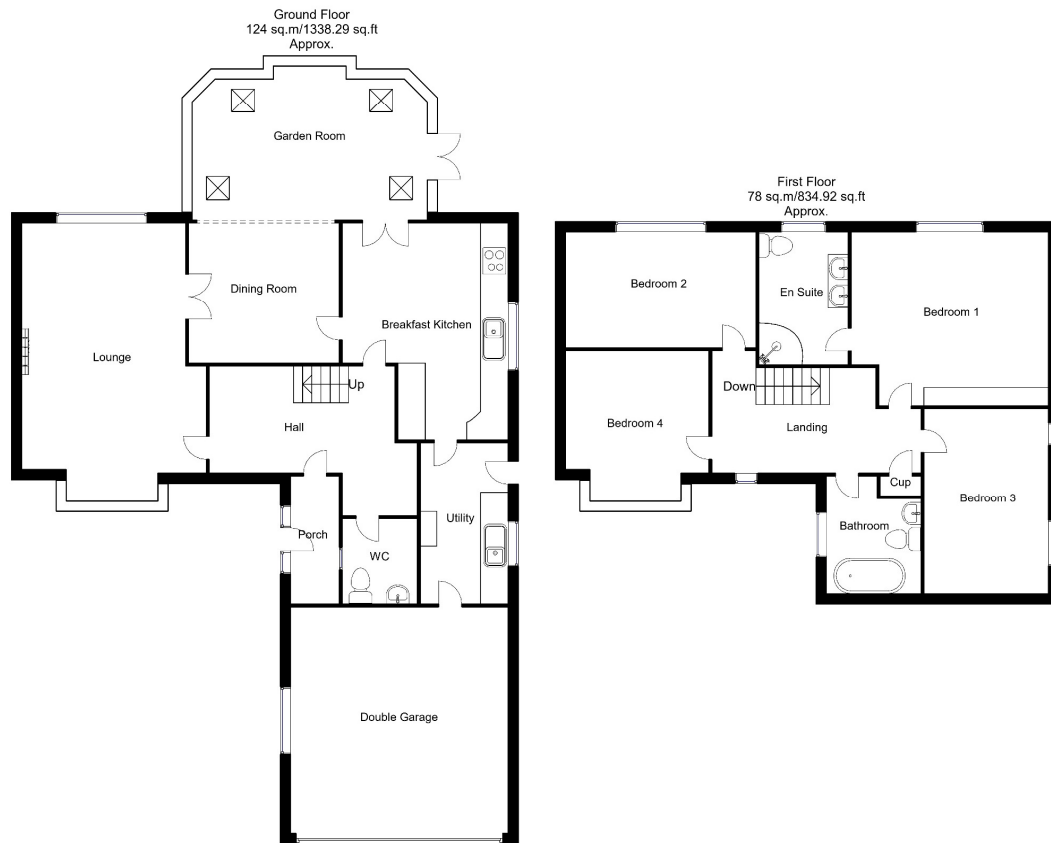 Ground Floor
124 sq.m/1338.29 sq.ft
Approx.
Garden Room
Dining Room
Breakfast Kitchen
Lounge
Up
Hall
Utility
Porch
WC
Double Garage
First Floor
78 sq.m/834.92 sq.ft
Approx.
Bedroom 2
En Suite
Bedroom 1
Down
Bedroom 4
Landing
Cup
Bedroom 3
Bathroom